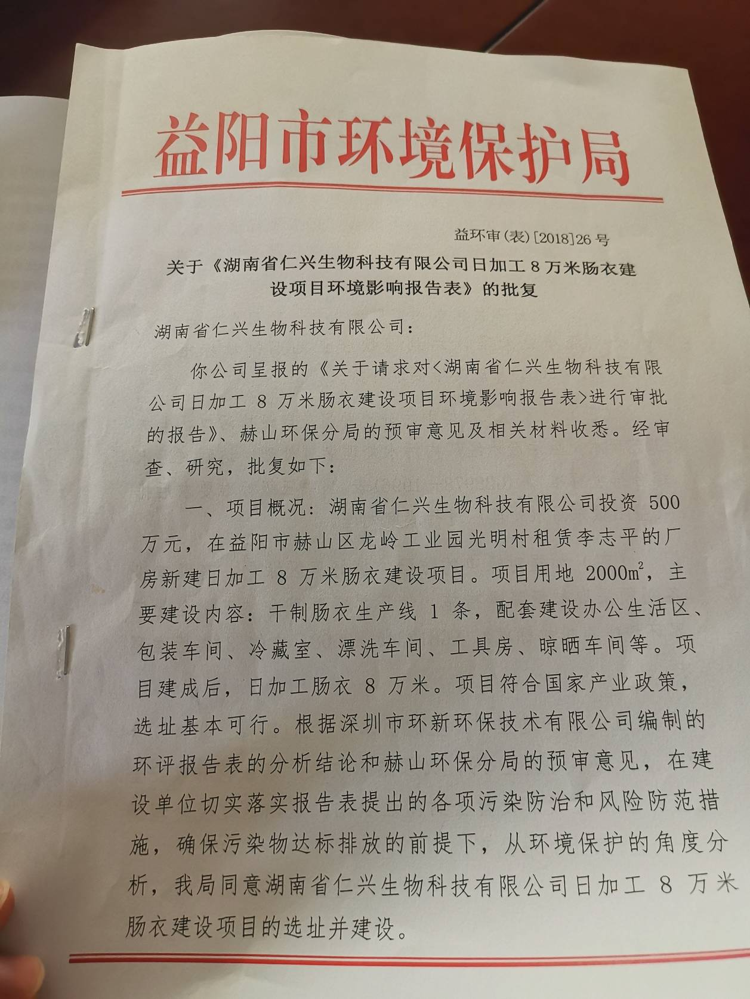 益阳市环境保护局
益环审(表)[2018]26号
关于《湖南省仁兴生物科技有限公司日加工8万米肠衣建
设项目环境影响报告表》的批复
湖南省仁兴生物科技有限公司：
你公司呈报的《关于请求对<湖南省仁兴生物科技有限
公司日加工 8 万米肠衣建设项目环境影响报告表>进行审批
的报告》、赫山环保分局的预审意见及相关材料收悉。经审
查、研究，批复如下：
一、项目概况：湖南省仁兴生物科技有限公司投资 500
万元，在益阳市赫山区龙岭工业园光明村租赁李志平的厂
房新建日加工 8 万米肠衣建设项目。项目用地 2000m²，主
要建设内容：干制肠衣生产线 1 条，配套建设办公生活区、
包装车间、冷藏室、漂洗车间、工具房、晾晒车间等。项
目建成后，日加工肠衣 8 万米。项目符合国家产业政策，
选址基本可行。根据深圳市环新环保技术有限公司编制的
环评报告表的分析结论和赫山环保分局的预审意见，在建
设单位切实落实报告表提出的各项污染防治和风险防范措
施，确保污染物达标排放的前提下，从环境保护的角度分
析，我局同意湖南省仁兴生物科技有限公司日加工 8 万米
肠衣建设项目的选址并建设。